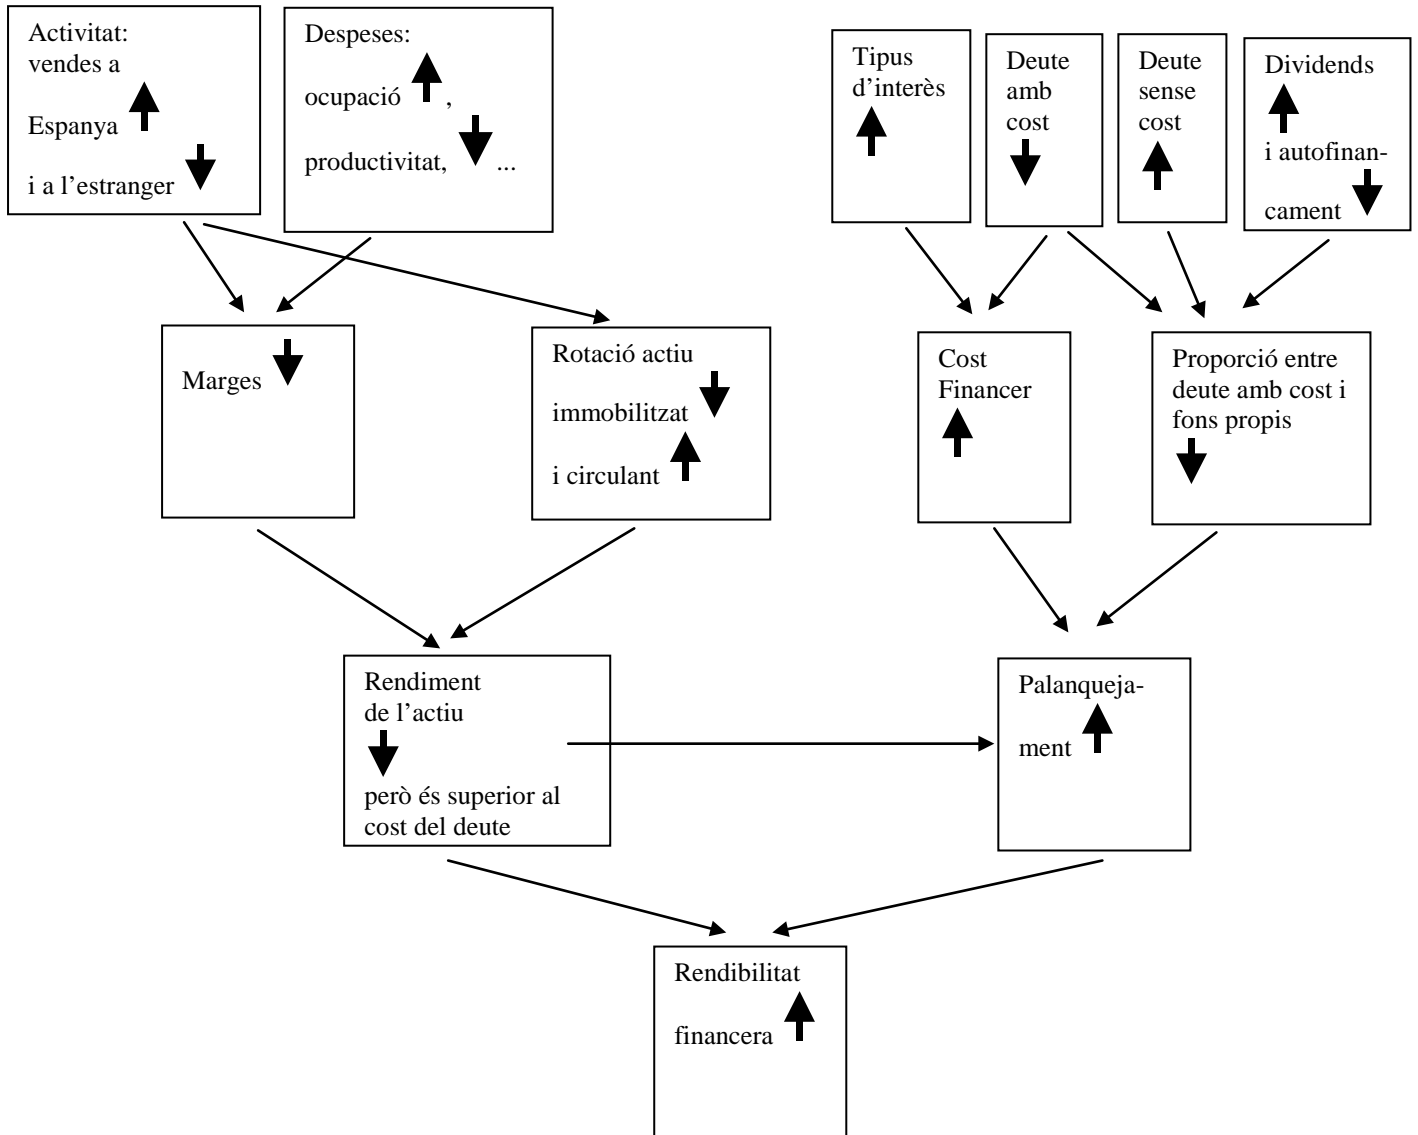 Activitat:
vendes a
Espanya
i a l’estranger
Despeses:
ocupació ,
productivitat, ...
Tipus
d’interès
Deute
amb
cost
Deute
sense
cost
Dividends
i autofinan-
cament
Marges
Rotació actiu
immobilitzat
i circulant
Cost
Financer
Proporció entre
deute amb cost i
fons propis
Rendiment
de l’actiu
però és superior al
cost del deute
Palanqueja-
ment
Rendibilitat
financera